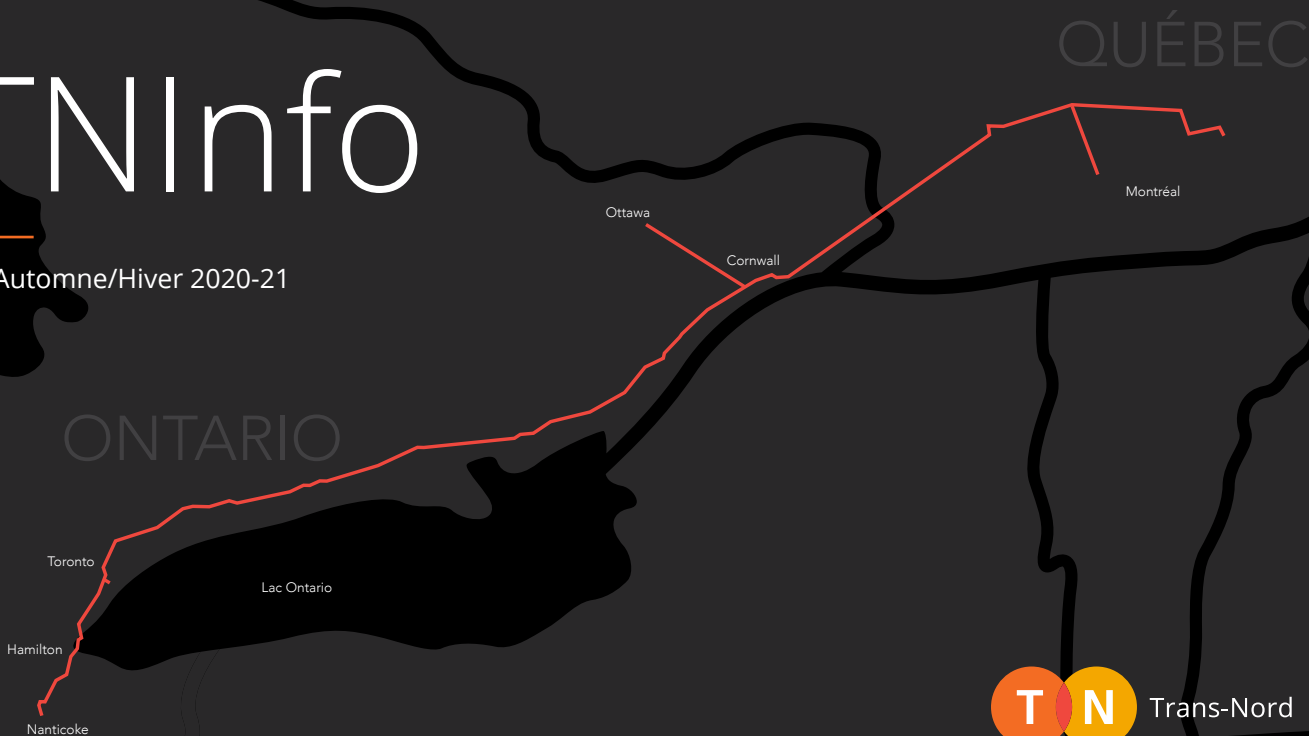 QUÉBEC
TNInfo
Automne/Hiver 2020-21
Ottawa
Montréal
Cornwall
ONTARIO
Toronto
Lac Ontario
Hamilton
Nanticoke
T N Trans-Nord